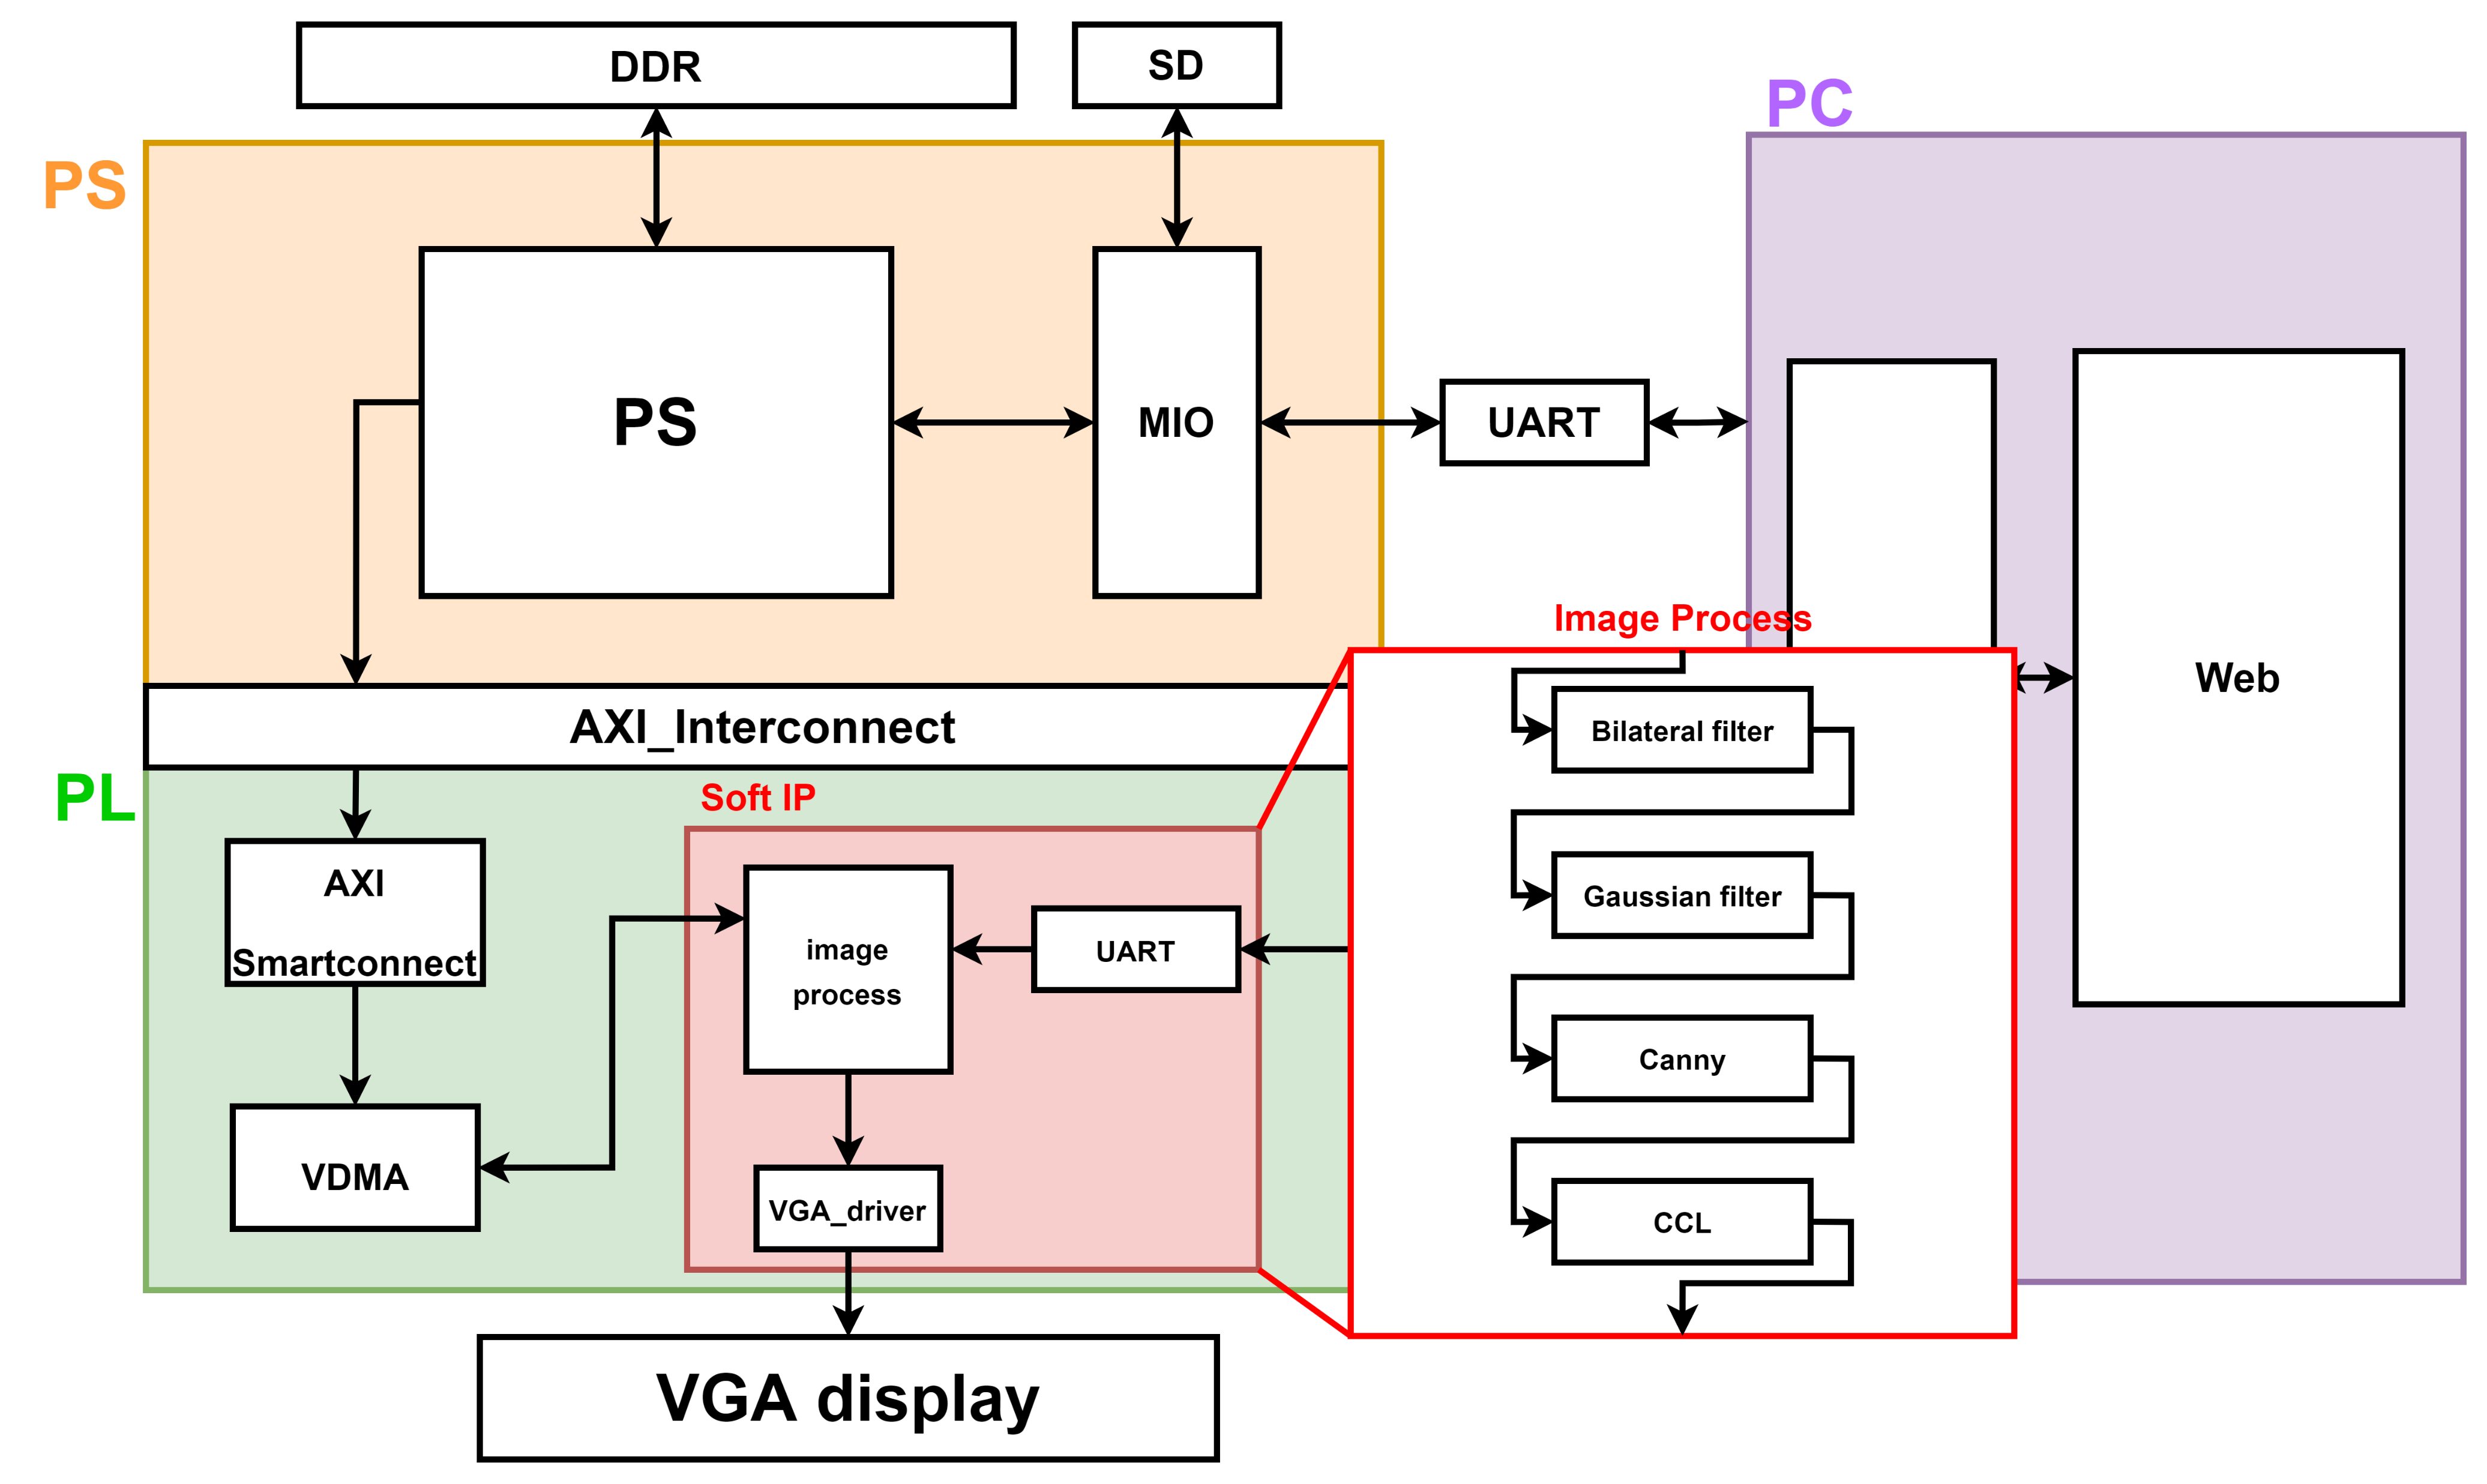 DDR
SD
PC
PS
PS
MIO
UART
Image Process
Web
AXI_Interconnect
Bilateral filter
PL
Soft IP
AXI
Smartconnect
image
process
UART
Gaussian filter
Canny
VDMA
VGA_driver
CCL
VGA display